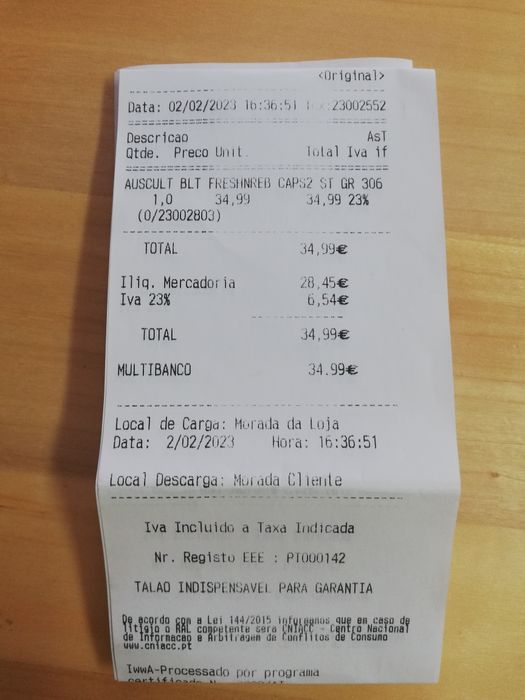 <Original>
Data: 02/02/2023 16:36:51 :23002552
Descricao AsT
Qtde. Preco Unit. Total Iva if
AUSCULT BLT FRESHNREB CAPS2 ST GR 306
1,0 34,99 34,99 23%
(0/23002803)
TOTAL 34,99€
Iliq. Mercadoria 28,45€
Iva 23% 6,54€
TOTAL 34,99€
MULTIBANCO 34.99€
Local de Carga: Morada da Loja
Data: 2/02/2023 Hora: 16:36:51
Local Descarga: Morada Cliente
Iva Incluido a Taxa Indicada
Nr. Registo EEE : PT000142
TALAO INDISPENSAVEL PARA GARANTIA
De acordo com a Lei 144/2015 informamos que em caso de
litigio o RAL competente sera CNIACC - Centro Nacional
de Informacao e Arbitragem de Conflitos de Consumo
www.cniacc.pt
IwwA-Processado por programa